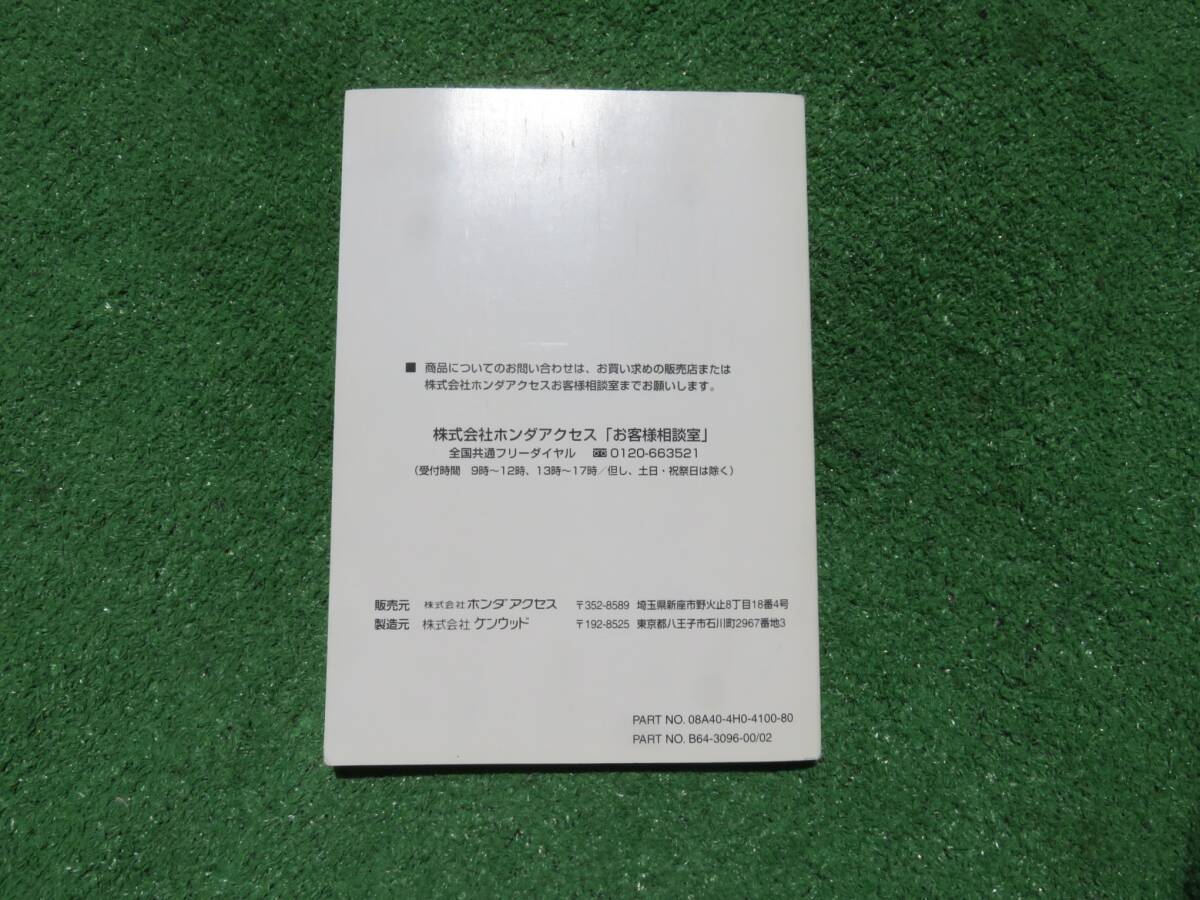 ■ 商品についてのお問い合わせは、お買い求めの販売店または
株式会社ホンダアクセスお客様相談室までお願いします。
株式会社ホンダアクセス「お客様相談室」
全国共通フリーダイヤル 0120-663521
（受付時間 9時〜12時、13時〜17時／但し、土日・祝祭日は除く）
販売元 株式会社 ホンダアクセス 〒352-8589 埼玉県新座市野火止8丁目18番4号
製造元 株式会社 ケンウッド 〒192-8525 東京都八王子市石川町2967番地3
PART NO. 08A40-4H0-4100-80
PART NO. B64-3096-00/02